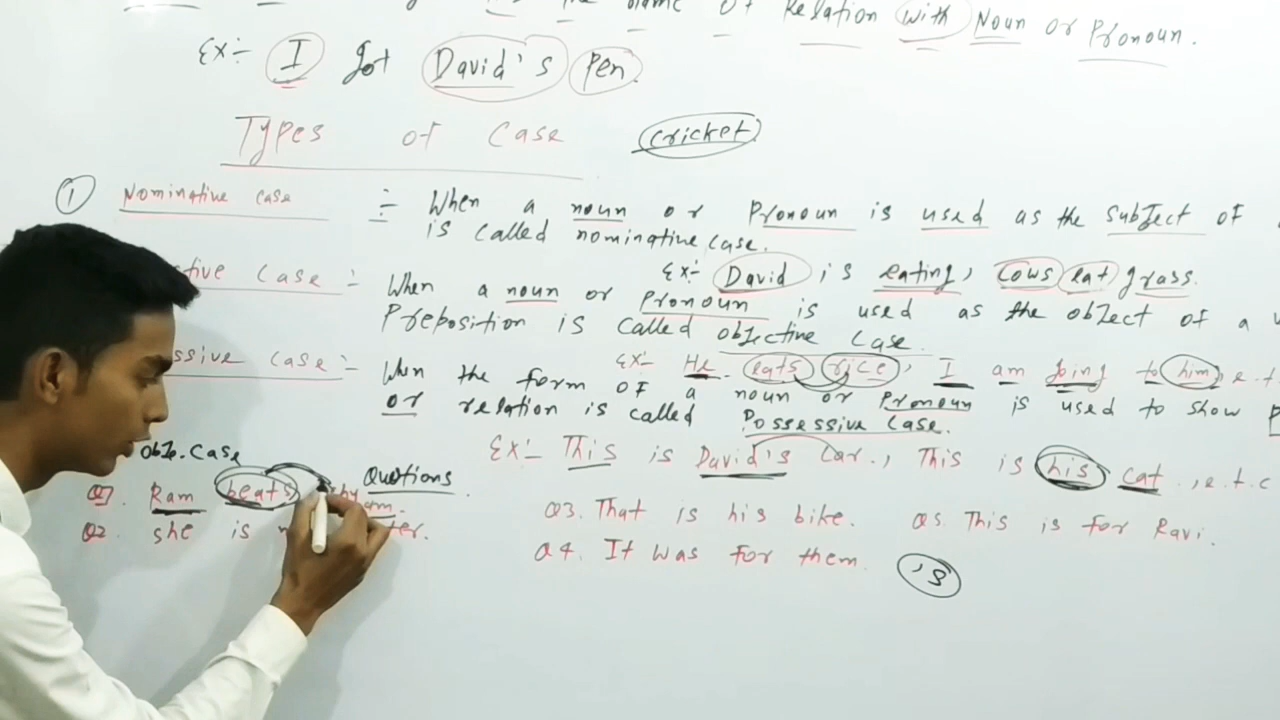 the name of Relation with Noun or Pronoun.
Ex:- I got David's pen.
Types of Case cricket
① Nominative case :- When a noun or Pronoun is used as the subject of
is called nominative case.
Ex:- David is eating, Cows eat grass.
tive Case :- When a noun or Pronoun is used as the object of a
Preposition is called objective Case.
Ex:- He eats rice, I am going to him, e.t
ssive Case :- When the form of a noun or Pronoun is used to show
or relation is called Possessive Case.
Ex:- This is David's Car., This is his cat., e.t.c
Obje. Case
Quetions
Q1. Ram beats
Q2. she is
Q3. That is his bike. Q5. This is for Ravi.
Q4. It was for them. 's